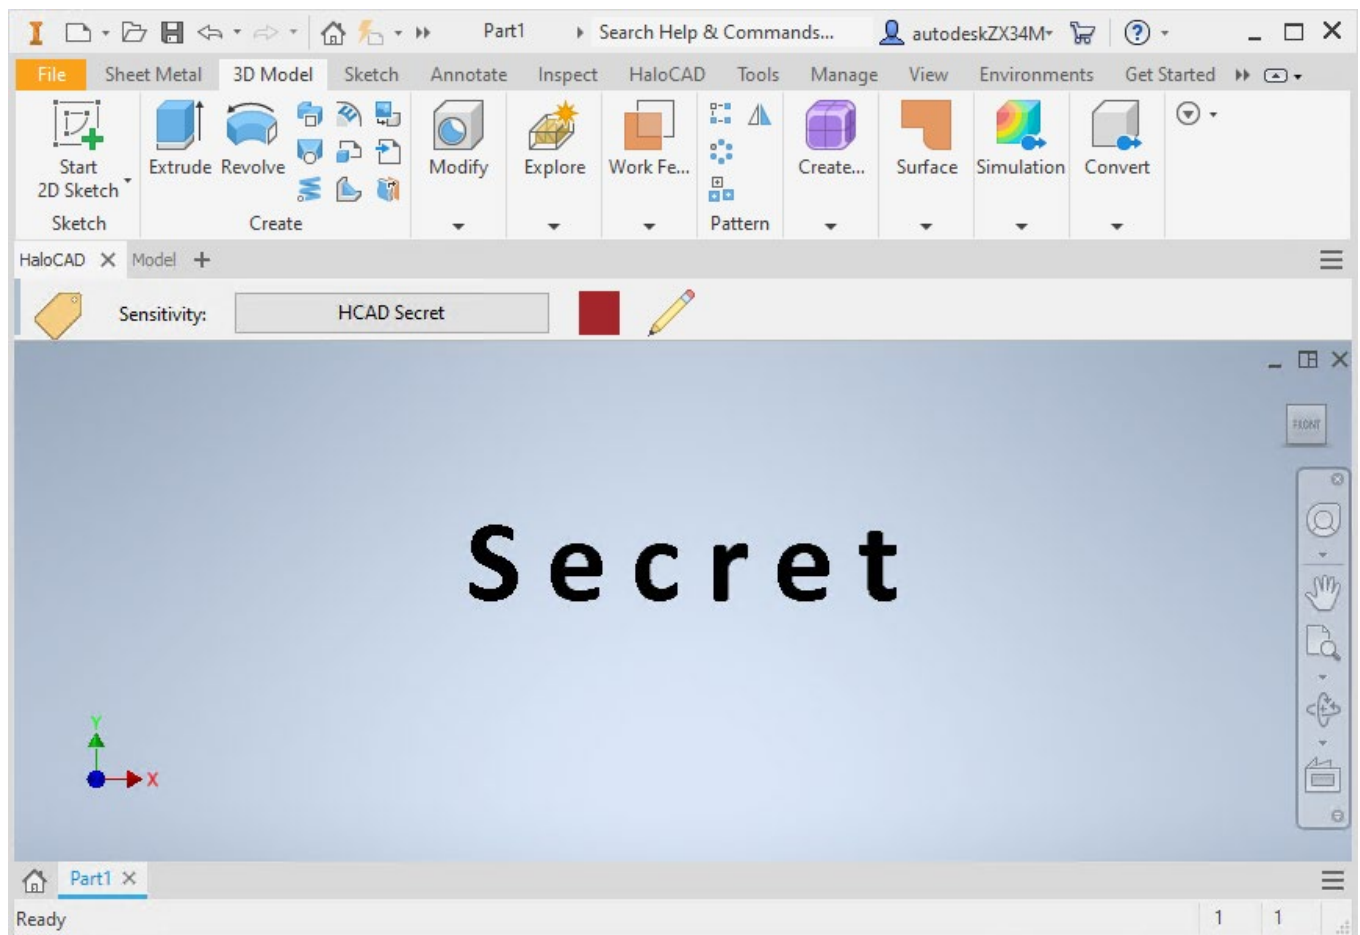 Part1 Search Help & Commands... autodeskZX34M
File Sheet Metal 3D Model Sketch Annotate Inspect HaloCAD Tools Manage View Environments Get Started
Start
2D Sketch
Extrude Revolve Modify Explore Work Fe... Create... Surface Simulation Convert
Sketch Create Pattern
HaloCAD Model
Sensitivity: HCAD Secret
FRONT
Secret
Y
X
Part1
Ready 1 1